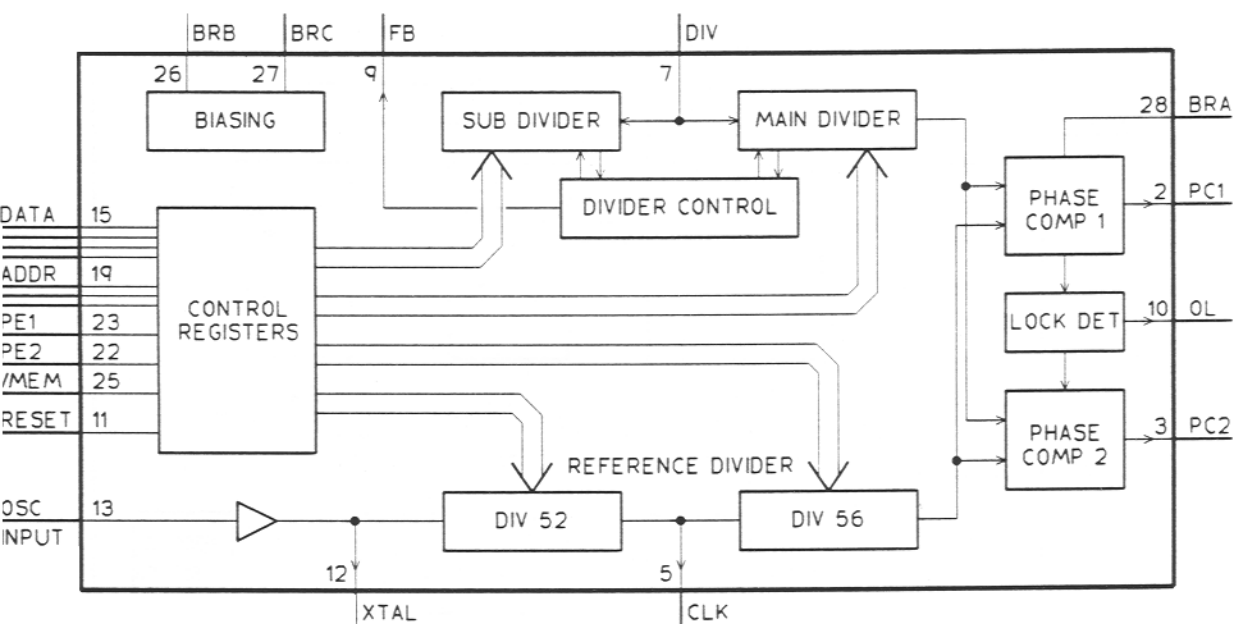 BRB BRC FB DIV
26 27 9 7
BIASING
SUB DIVIDER
MAIN DIVIDER
28 BRA
DIVIDER CONTROL
PHASE
COMP 1
2 PC1
DATA 15
ADDR 19
PE1 23
PE2 22
/MEM 25
RESET 11
CONTROL
REGISTERS
LOCK DET
10 OL
PHASE
COMP 2
3 PC2
REFERENCE DIVIDER
OSC 13
INPUT
DIV 52
DIV 56
12 5
XTAL CLK